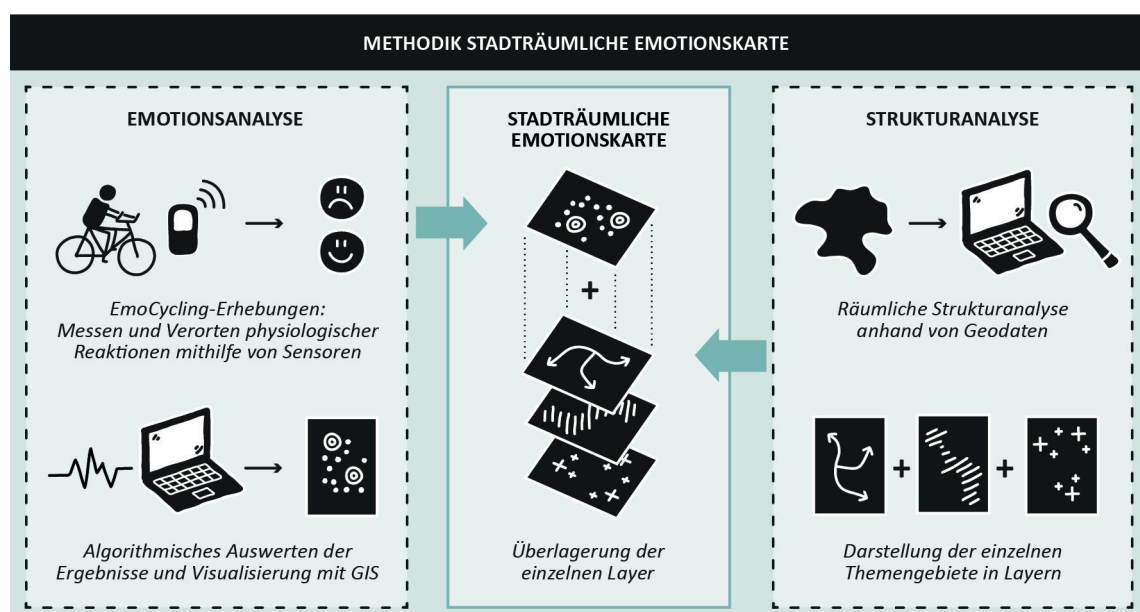 METHODIK STADTRÄUMLICHE EMOTIONSKARTE
EMOTIONSANALYSE
EmoCycling-Erhebungen:
Messen und Verorten physiologischer
Reaktionen mithilfe von Sensoren
Algorithmisches Auswerten der
Ergebnisse und Visualisierung mit GIS
STADTRÄUMLICHE
EMOTIONSKARTE
+
Überlagerung der
einzelnen Layer
STRUKTURANALYSE
Räumliche Strukturanalyse
anhand von Geodaten
+ +
Darstellung der einzelnen
Themengebiete in Layern